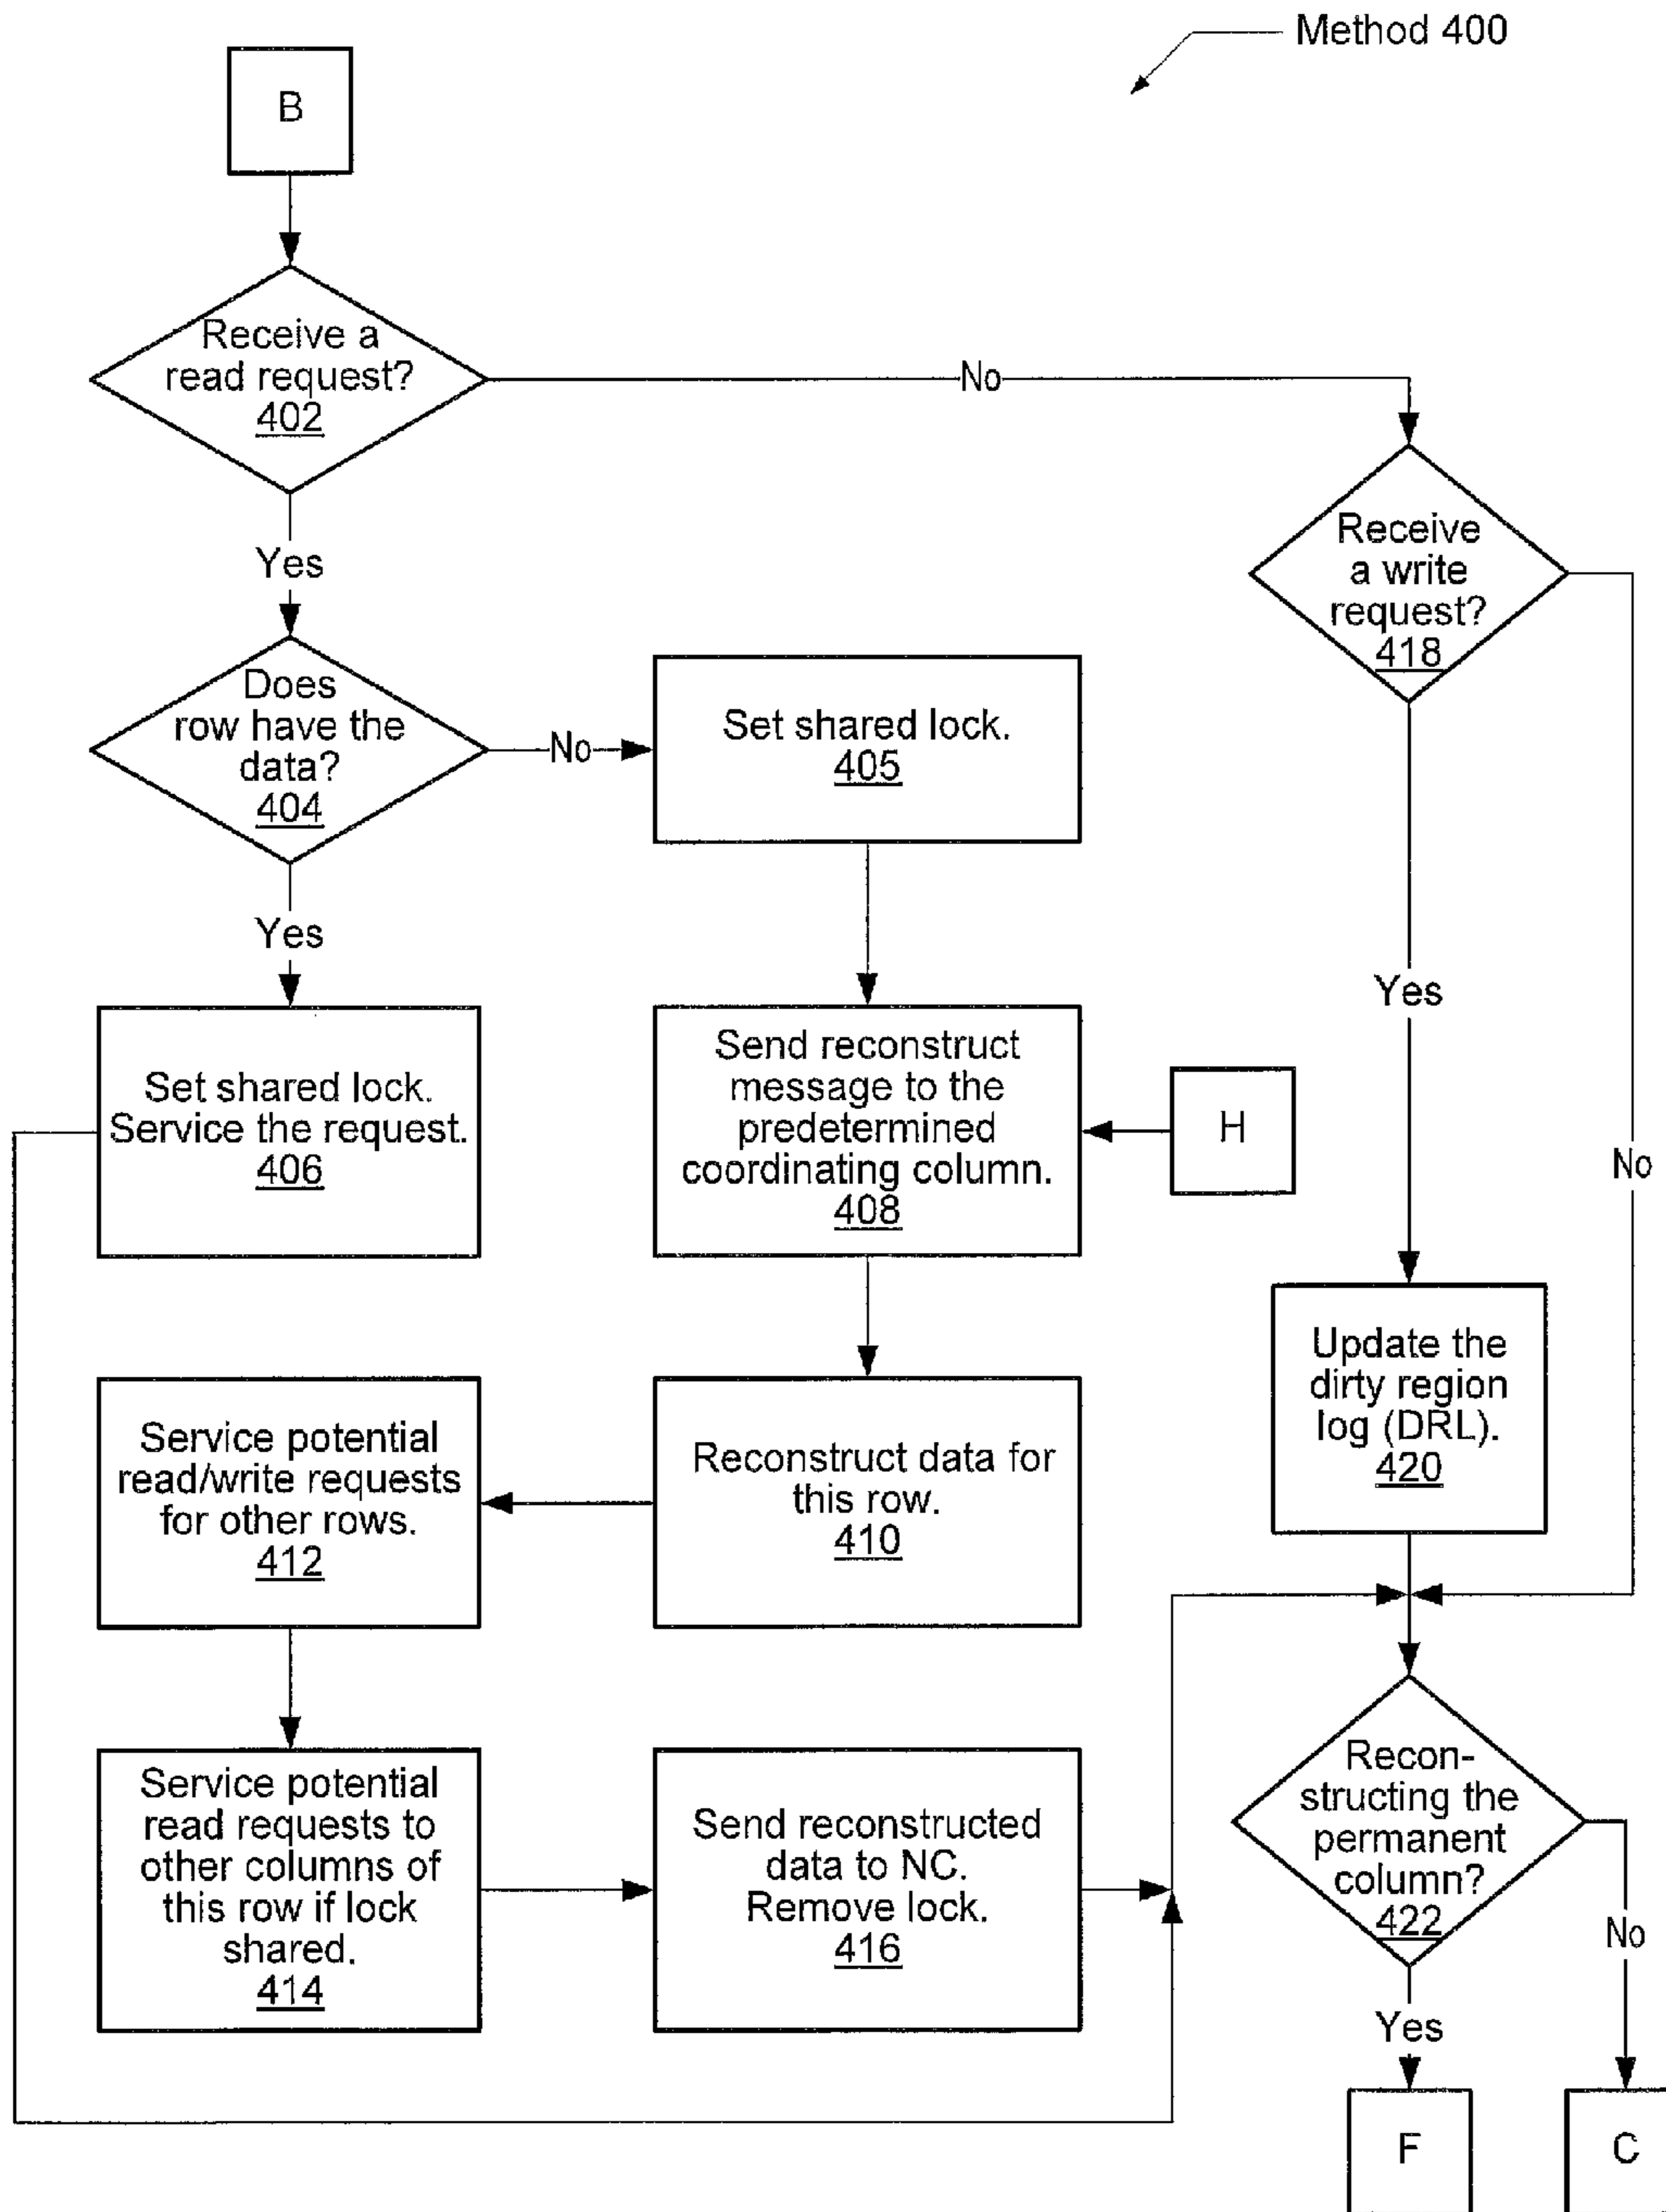 Method 400
B
Receive a
read request?
402
No
Yes
Receive
a write
request?
418
Does
row have the
data?
404
No
Set shared lock.
405
Yes
Yes
No
Set shared lock.
Service the request.
406
Send reconstruct
message to the
predetermined
coordinating column.
408
H
Update the
dirty region
log (DRL).
420
Service potential
read/write requests
for other rows.
412
Reconstruct data for
this row.
410
Service potential
read requests to
other columns of
this row if lock
shared.
414
Send reconstructed
data to NC.
Remove lock.
416
Recon-
structing the
permanent
column?
422
No
Yes
F
C